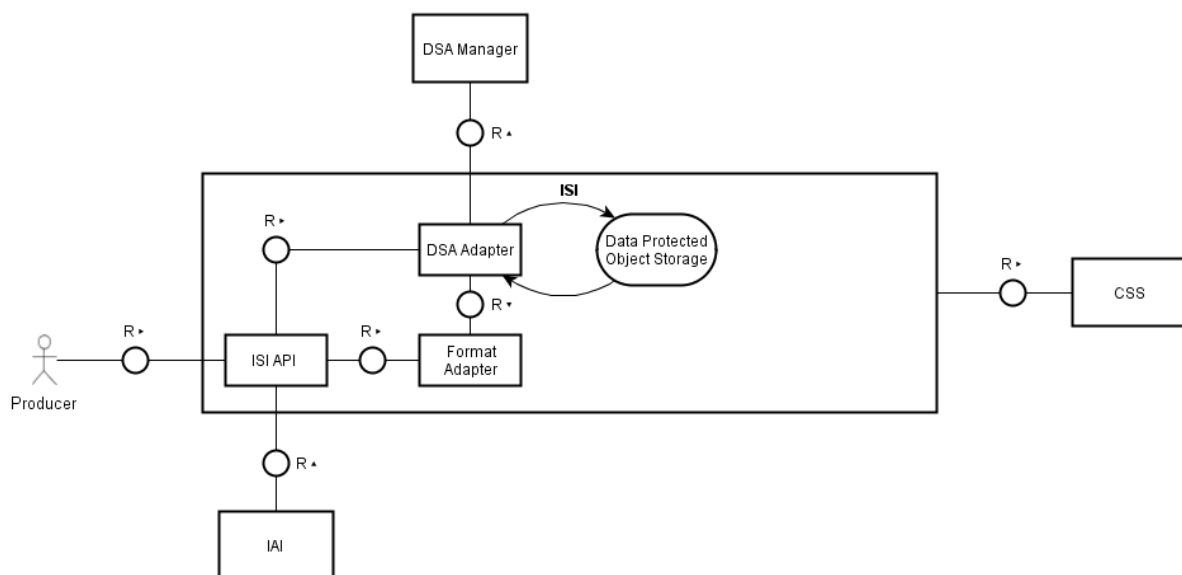 DSA Manager
R ▴
ISI
R ▸
DSA Adapter
Data Protected
Object Storage
R ▸
CSS
R ▾
R ▸
R ▸
ISI API
Format
Adapter
Producer
R ▴
IAI